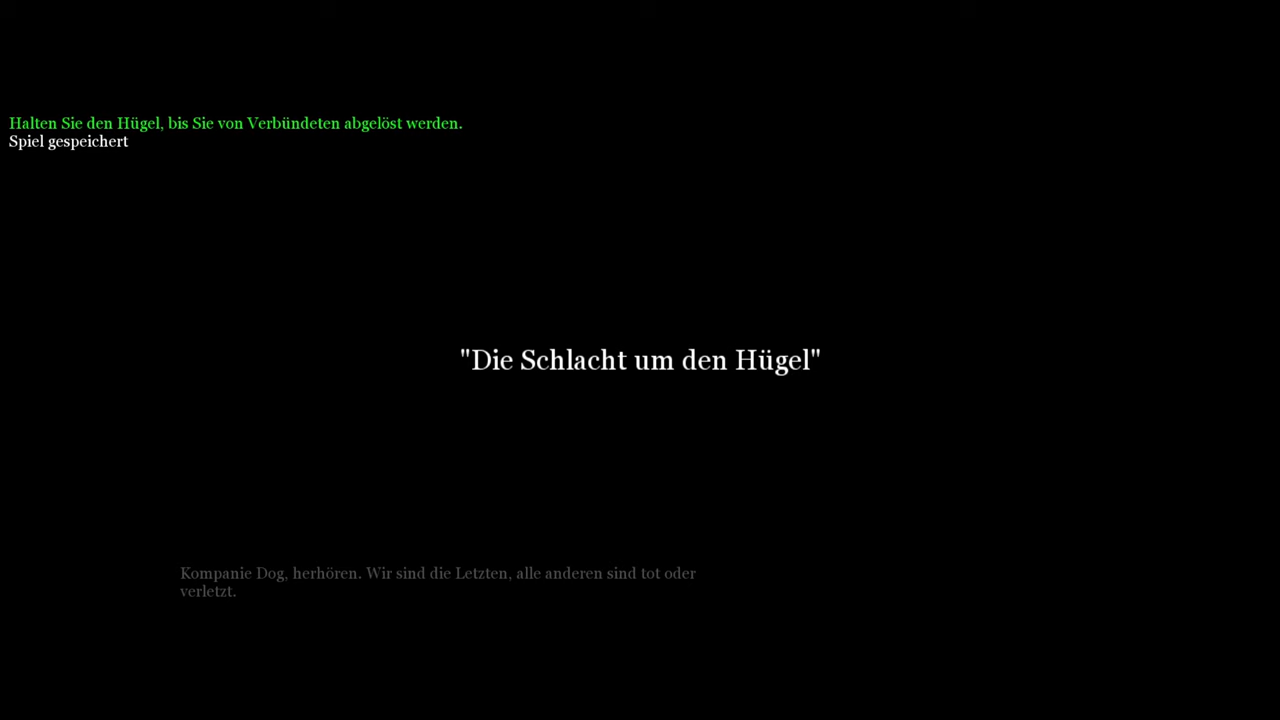 Halten Sie den Hügel, bis Sie von Verbündeten abgelöst werden.
Spiel gespeichert
"Die Schlacht um den Hügel"
Kompanie Dog, herhören. Wir sind die Letzten, alle anderen sind tot oder
verletzt.